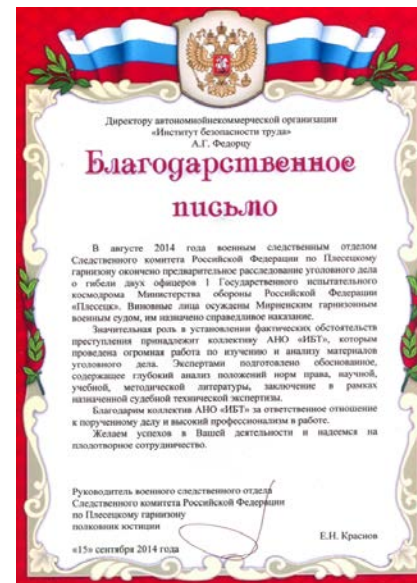 Директору автономнойнекоммерческой организации
«Институт безопасности труда»
А.Г. Федорцу
Благодарственное
письмо
В августе 2014 года военным следственным отделом
Следственного комитета Российской Федерации по Плесецкому
гарнизону окончено предварительное расследование уголовного дела
о гибели двух офицеров 1 Государственного испытательного
космодрома Министерства обороны Российской Федерации
«Плесецк». Виновные лица осуждены Мирненским гарнизонным
военным судом, им назначено справедливое наказание.
Значительная роль в установлении фактических обстоятельств
преступления принадлежит коллективу АНО «ИБТ», которым
проведена огромная работа по изучению и анализу материалов
уголовного дела. Экспертами подготовлено обоснованное,
содержащее глубокий анализ положений норм права, научной,
учебной, методической литературы, заключение в рамках
назначенной судебной технической экспертизы.
Благодарим коллектив АНО «ИБТ» за ответственное отношение
к порученному делу и высокий профессионализм в работе.
Желаем успехов в Вашей деятельности и надеемся на
плодотворное сотрудничество.
Руководитель военного следственного отдела
Следственного комитета Российской Федерации
по Плесецкому гарнизону
полковник юстиции
Е.Н. Краснов
«15» сентября 2014 года